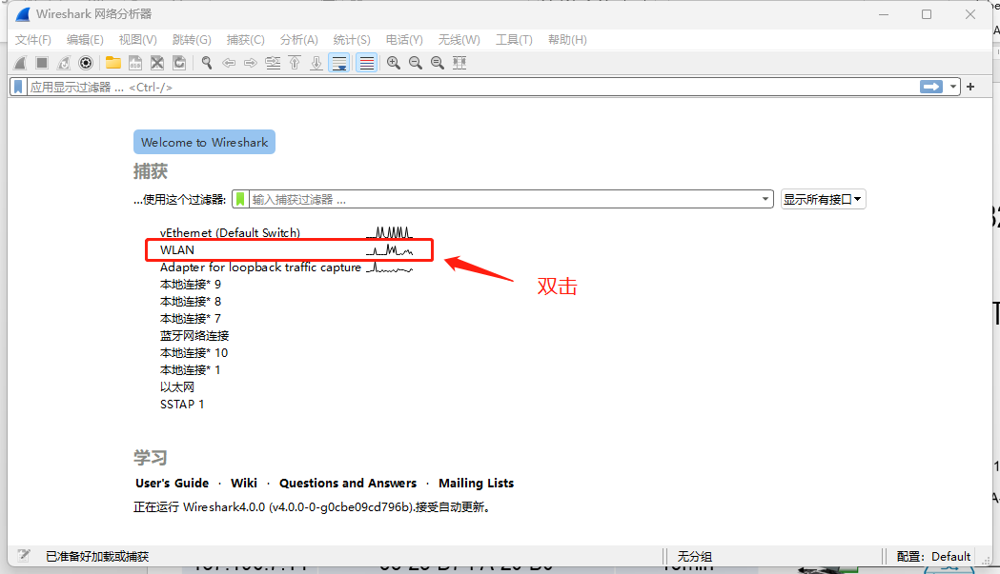 Wireshark 网络分析器
文件(F) 编辑(E) 视图(V) 跳转(G) 捕获(C) 分析(A) 统计(S) 电话(Y) 无线(W) 工具(T) 帮助(H)
应用显示过滤器 … <Ctrl-/>
Welcome to Wireshark
捕获
…使用这个过滤器: 输入捕获过滤器 … 显示所有接口
vEthernet (Default Switch)
WLAN
Adapter for loopback traffic capture
双击
本地连接* 9
本地连接* 8
本地连接* 7
蓝牙网络连接
本地连接* 10
本地连接* 1
以太网
SSTAP 1
学习
User's Guide · Wiki · Questions and Answers · Mailing Lists
正在运行 Wireshark4.0.0 (v4.0.0-0-g0cbe09cd796b).接受自动更新。
已准备好加载或捕获 无分组 配置: Default